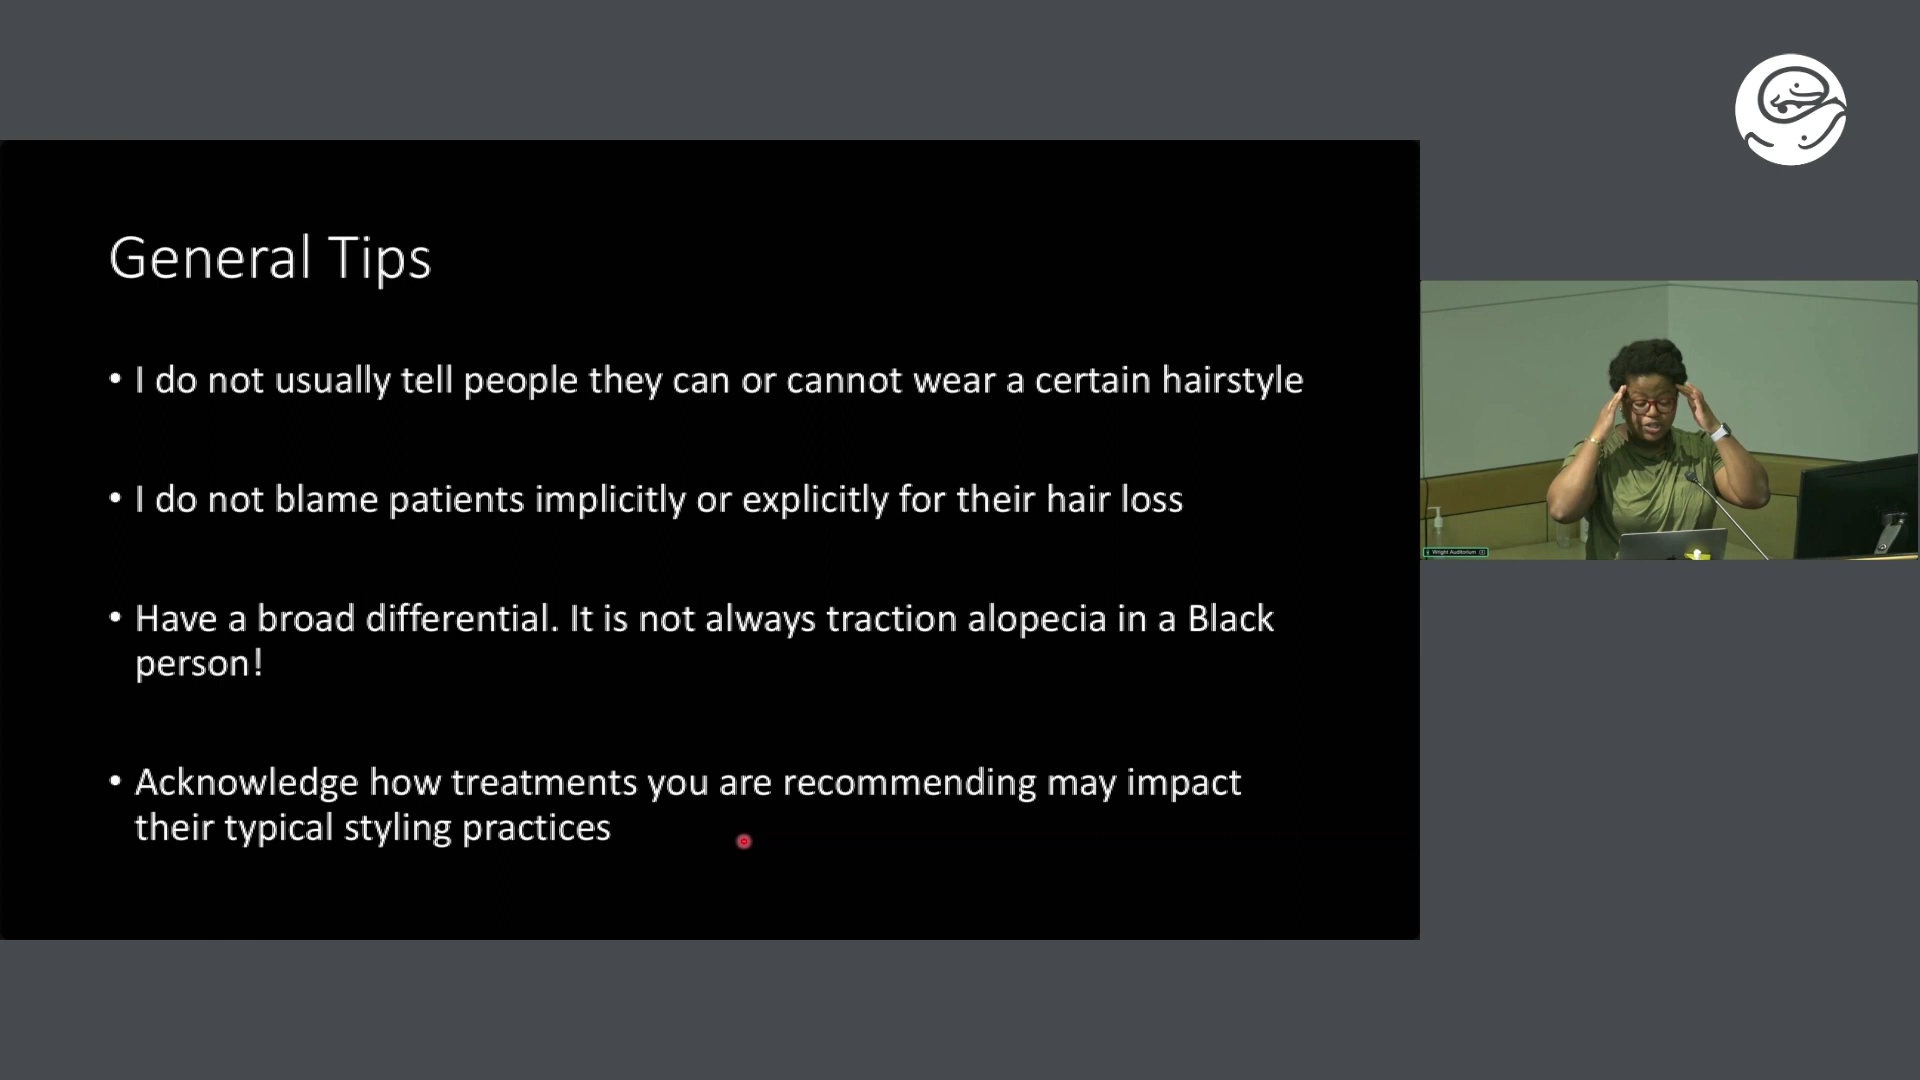 General Tips
• I do not usually tell people they can or cannot wear a certain hairstyle
• I do not blame patients implicitly or explicitly for their hair loss
• Have a broad differential. It is not always traction alopecia in a Black
person!
• Acknowledge how treatments you are recommending may impact
their typical styling practices
Wright Auditorium